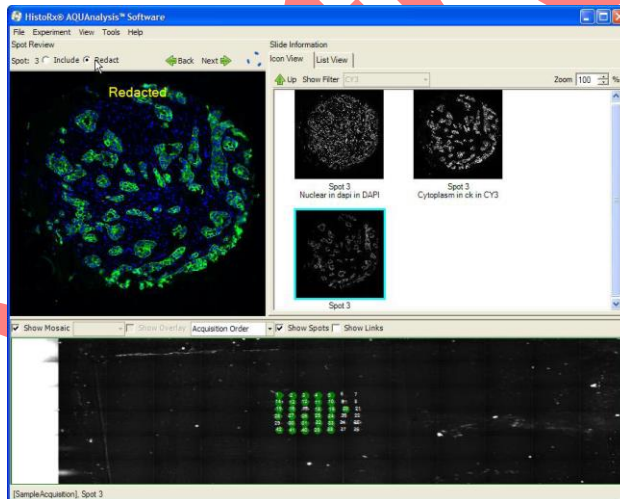 HistoRx® AQUAnalysis™ Software
File Experiment View Tools Help
Spot Review
Spot: 3 Include Redact Back Next
Redacted
Slide Information
Icon View List View
Up Show Filter CY3 Zoom 100 %
Spot 3
Nuclear in dapi in DAPI
Spot 3
Cytoplasm in ck in CY3
Spot 3
Show Mosaic Show Overlay Acquisition Order Show Spots Show Links
[SampleAcquisition], Spot 3